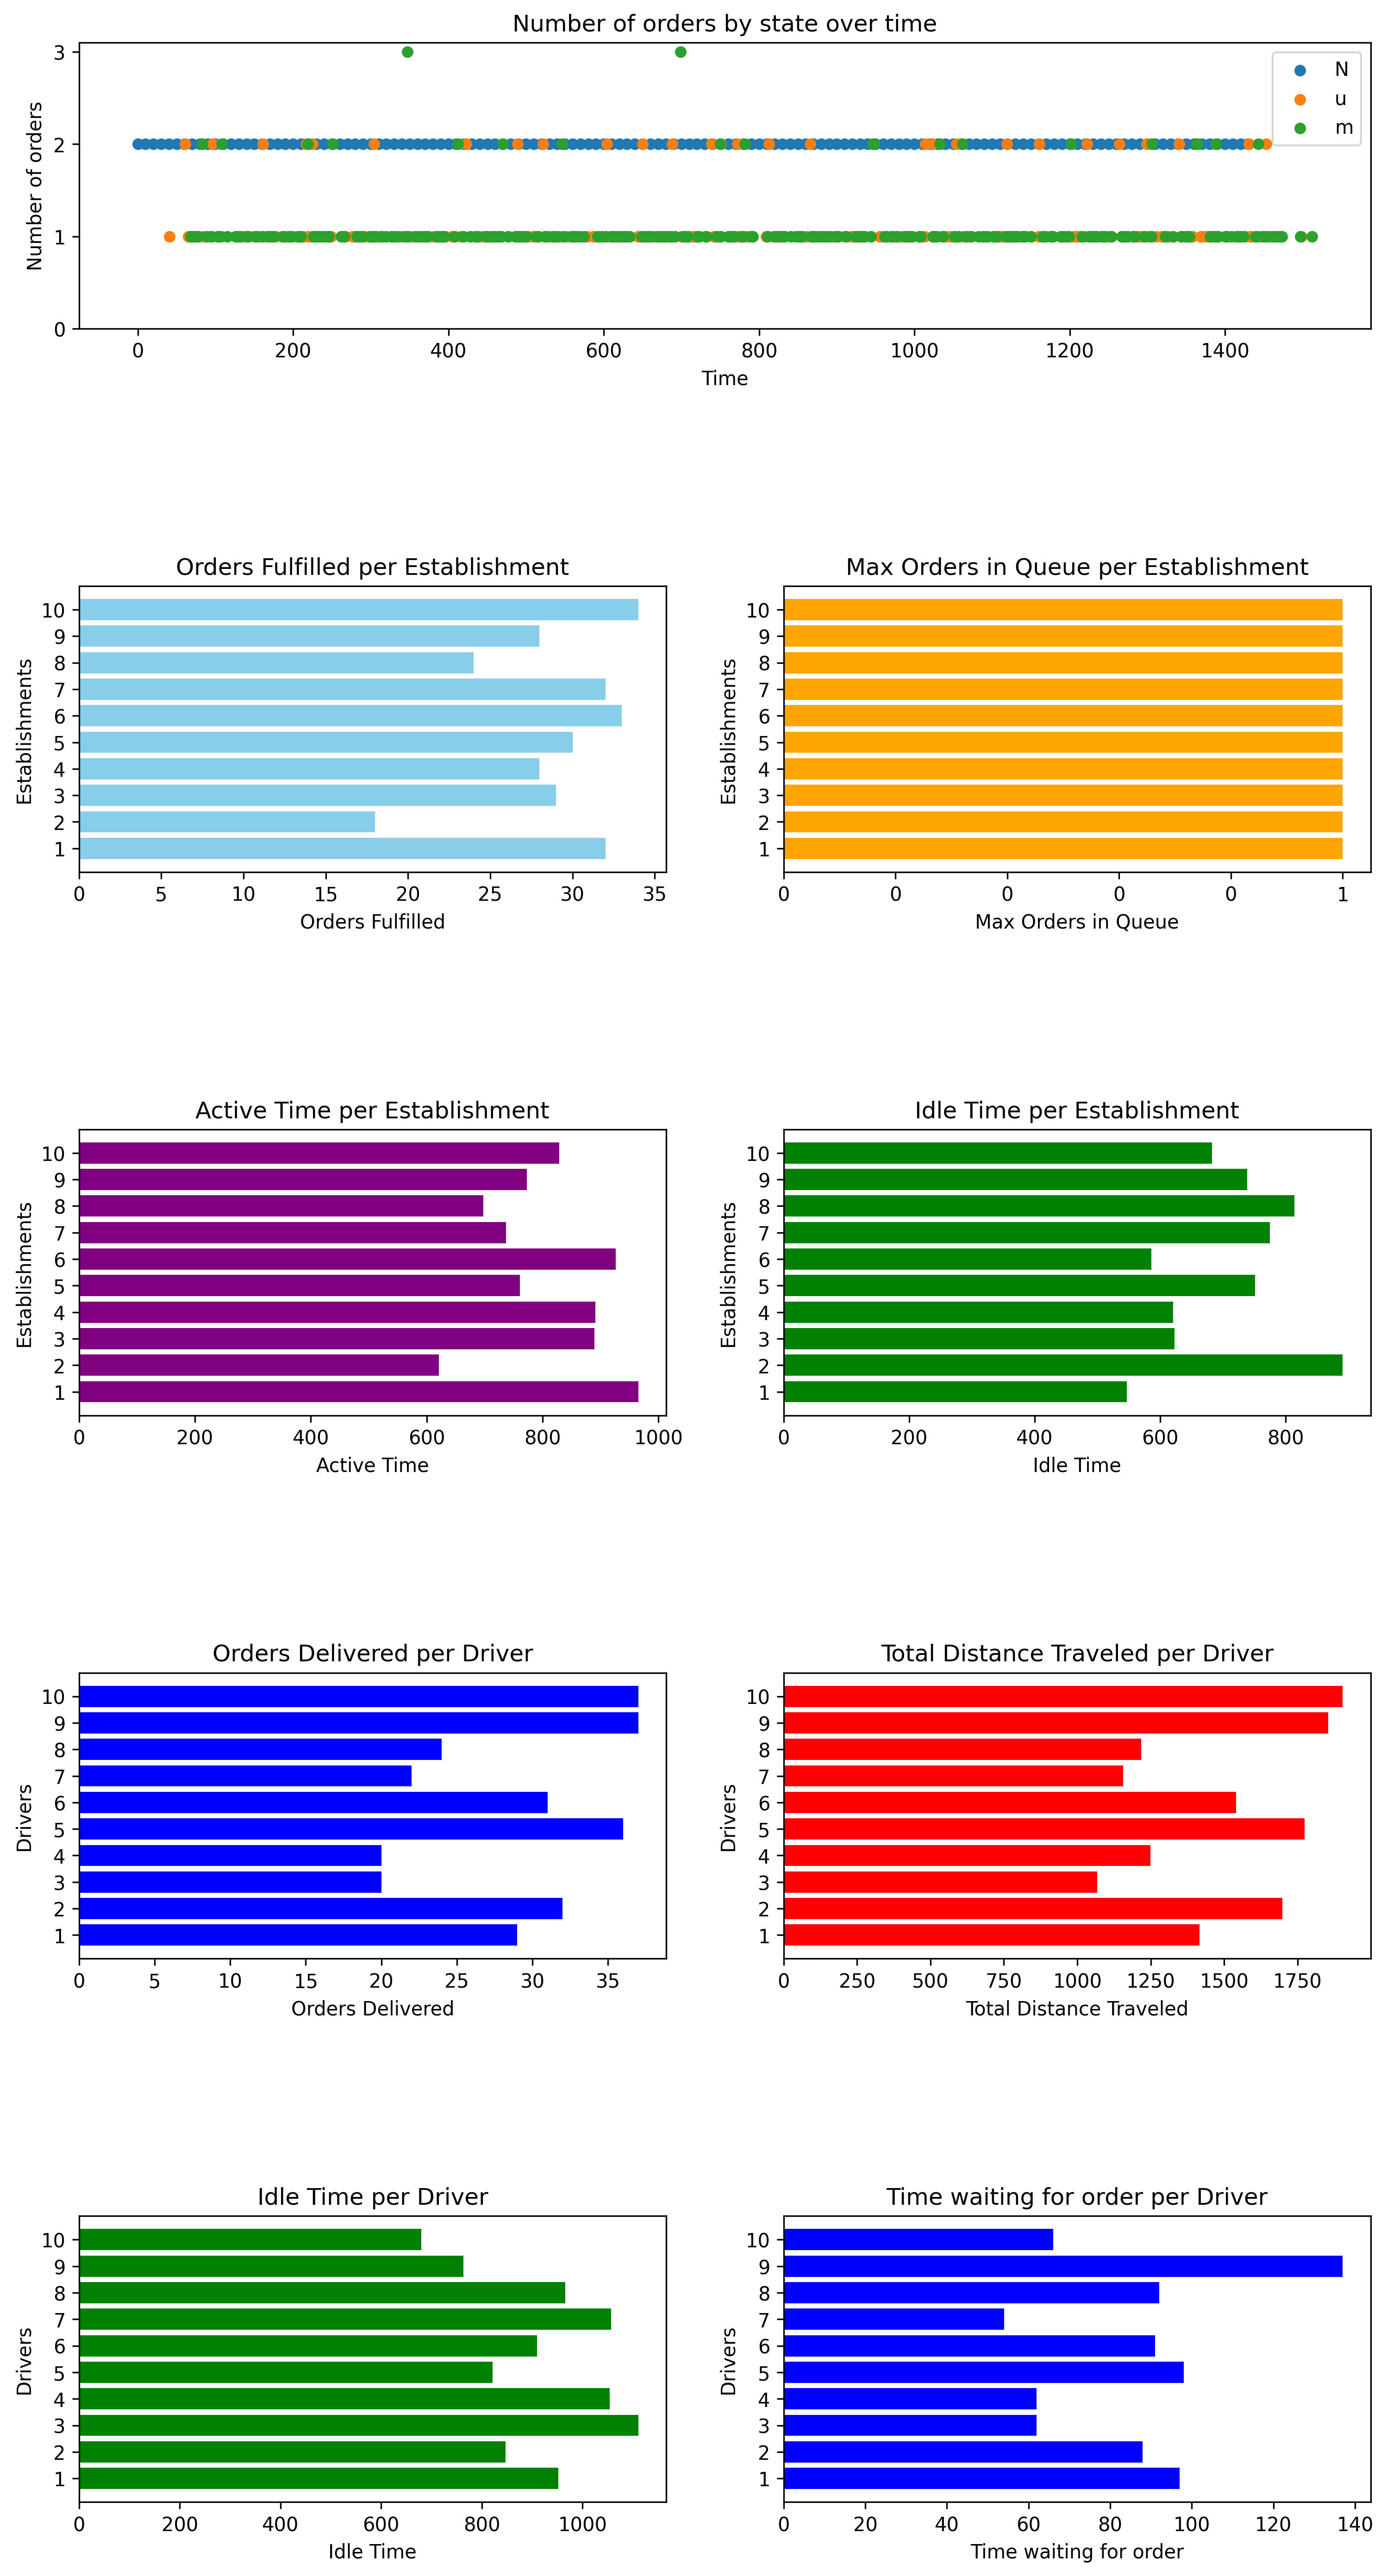 Number of orders by state over time
Number of orders
3
2
1
0
N
u
m
0 200 400 600 800 1000 1200 1400
Time
Orders Fulfilled per Establishment
Establishments
10
9
8
7
6
5
4
3
2
1
0 5 10 15 20 25 30 35
Orders Fulfilled
Max Orders in Queue per Establishment
Establishments
10
9
8
7
6
5
4
3
2
1
0 0 0 0 0 1
Max Orders in Queue
Active Time per Establishment
Establishments
10
9
8
7
6
5
4
3
2
1
0 200 400 600 800 1000
Active Time
Idle Time per Establishment
Establishments
10
9
8
7
6
5
4
3
2
1
0 200 400 600 800
Idle Time
Orders Delivered per Driver
Drivers
10
9
8
7
6
5
4
3
2
1
0 5 10 15 20 25 30 35
Orders Delivered
Total Distance Traveled per Driver
Drivers
10
9
8
7
6
5
4
3
2
1
0 250 500 750 1000 1250 1500 1750
Total Distance Traveled
Idle Time per Driver
Drivers
10
9
8
7
6
5
4
3
2
1
0 200 400 600 800 1000
Idle Time
Time waiting for order per Driver
Drivers
10
9
8
7
6
5
4
3
2
1
0 20 40 60 80 100 120 140
Time waiting for order